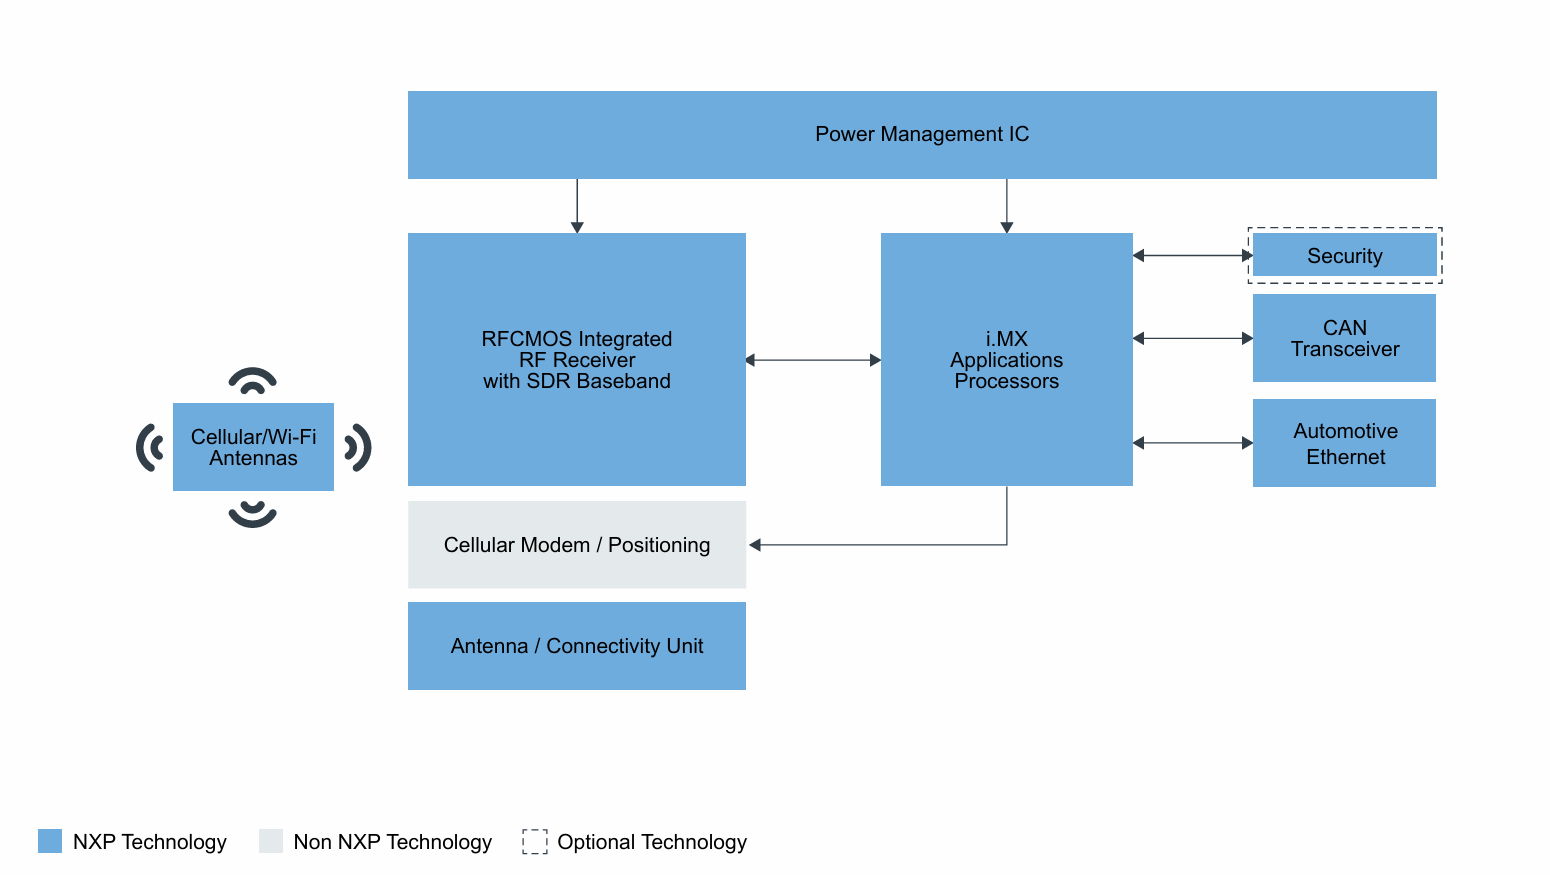 Power Management IC
RFCMOS Integrated
RF Receiver
with SDR Baseband
i.MX
Applications
Processors
Security
CAN
Transceiver
Automotive
Ethernet
Cellular/Wi-Fi
Antennas
Cellular Modem / Positioning
Antenna / Connectivity Unit
NXP Technology
Non NXP Technology
Optional Technology